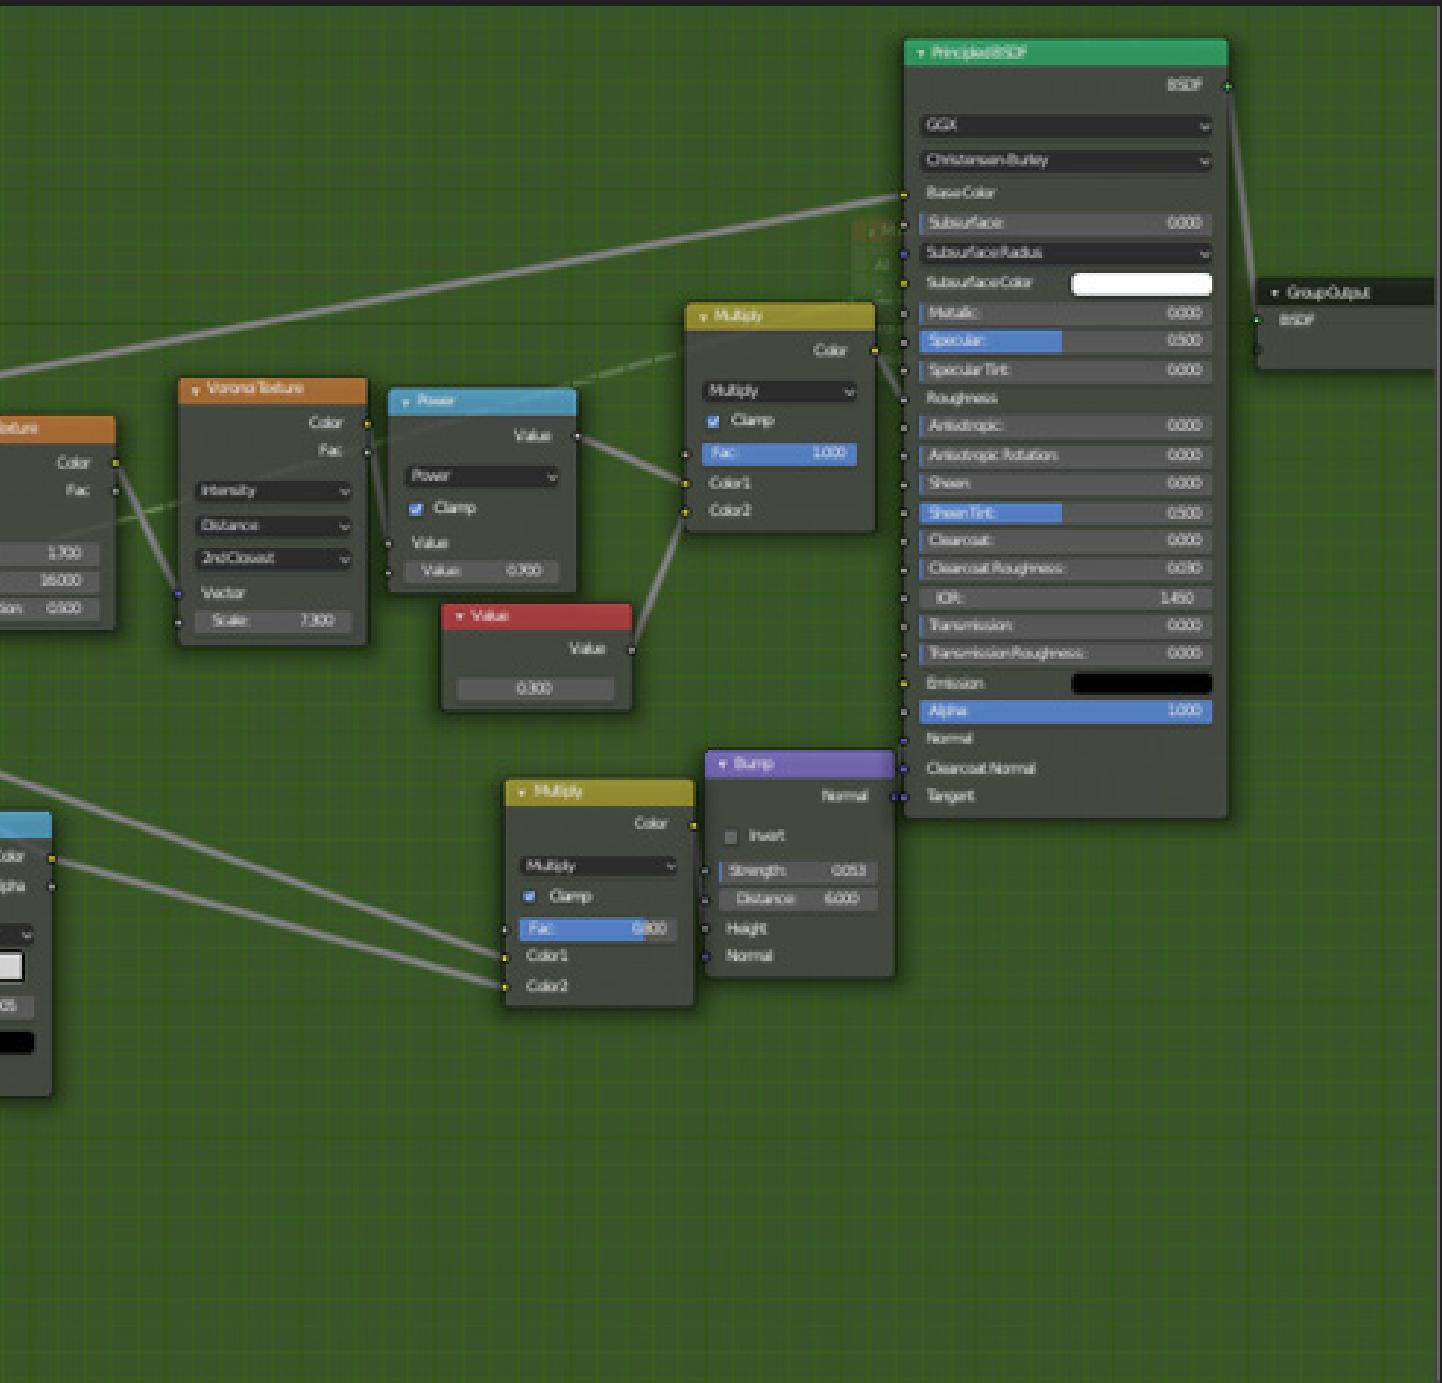 Principled BSDF
BSDF
GGX
Christensen-Burley
Base Color
Subsurface: 0.000
Subsurface Radius
Subsurface Color
Metallic: 0.000
Specular: 0.500
Specular Tint: 0.000
Roughness
Anisotropic: 0.000
Anisotropic Rotation: 0.000
Sheen: 0.000
Sheen Tint: 0.500
Clearcoat: 0.000
Clearcoat Roughness: 0.030
IOR: 1.450
Transmission: 0.000
Transmission Roughness: 0.000
Emission
Alpha 1.000
Normal
Clearcoat Normal
Tangent
Group Output
BSDF
Multiply
Color
Multiply
Clamp
Fac: 1.000
Color1
Color2
Voronoi Texture
Color
Fac
Intensity
Distance
2nd Closest
Vector
Scale: 7.300
Power
Value
Power
Clamp
Value
Value: 0.700
Color
Fac
1.700
16.000
0.500
Value
Value
0.300
Bump
Normal
Invert
Strength: 0.053
Distance: 6.000
Height
Normal
Multiply
Color
Multiply
Clamp
Fac: 0.800
Color1
Color2